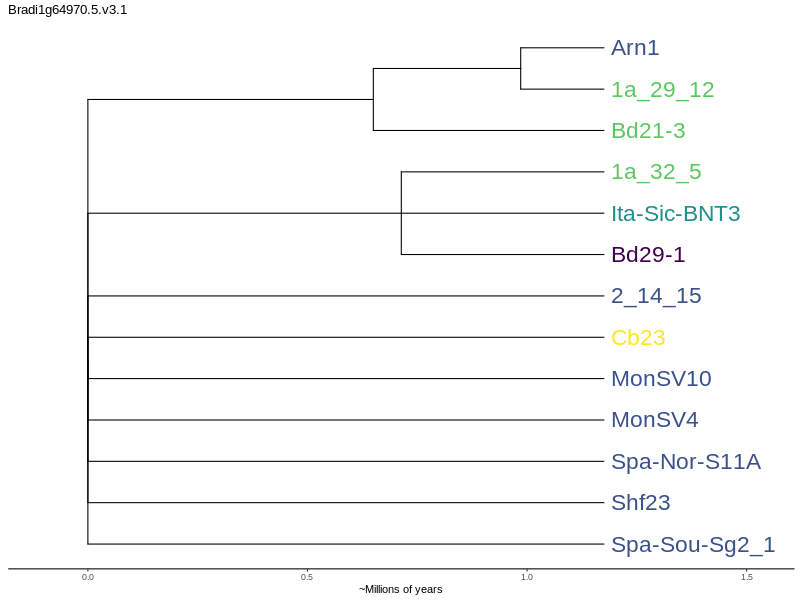 Bradi1g64970.5.v3.1
Arn1
1a_29_12
Bd21-3
1a_32_5
Ita-Sic-BNT3
Bd29-1
2_14_15
Cb23
MonSV10
MonSV4
Spa-Nor-S11A
Shf23
Spa-Sou-Sg2_1
0.0 0.5 1.0 1.5
~Millions of years